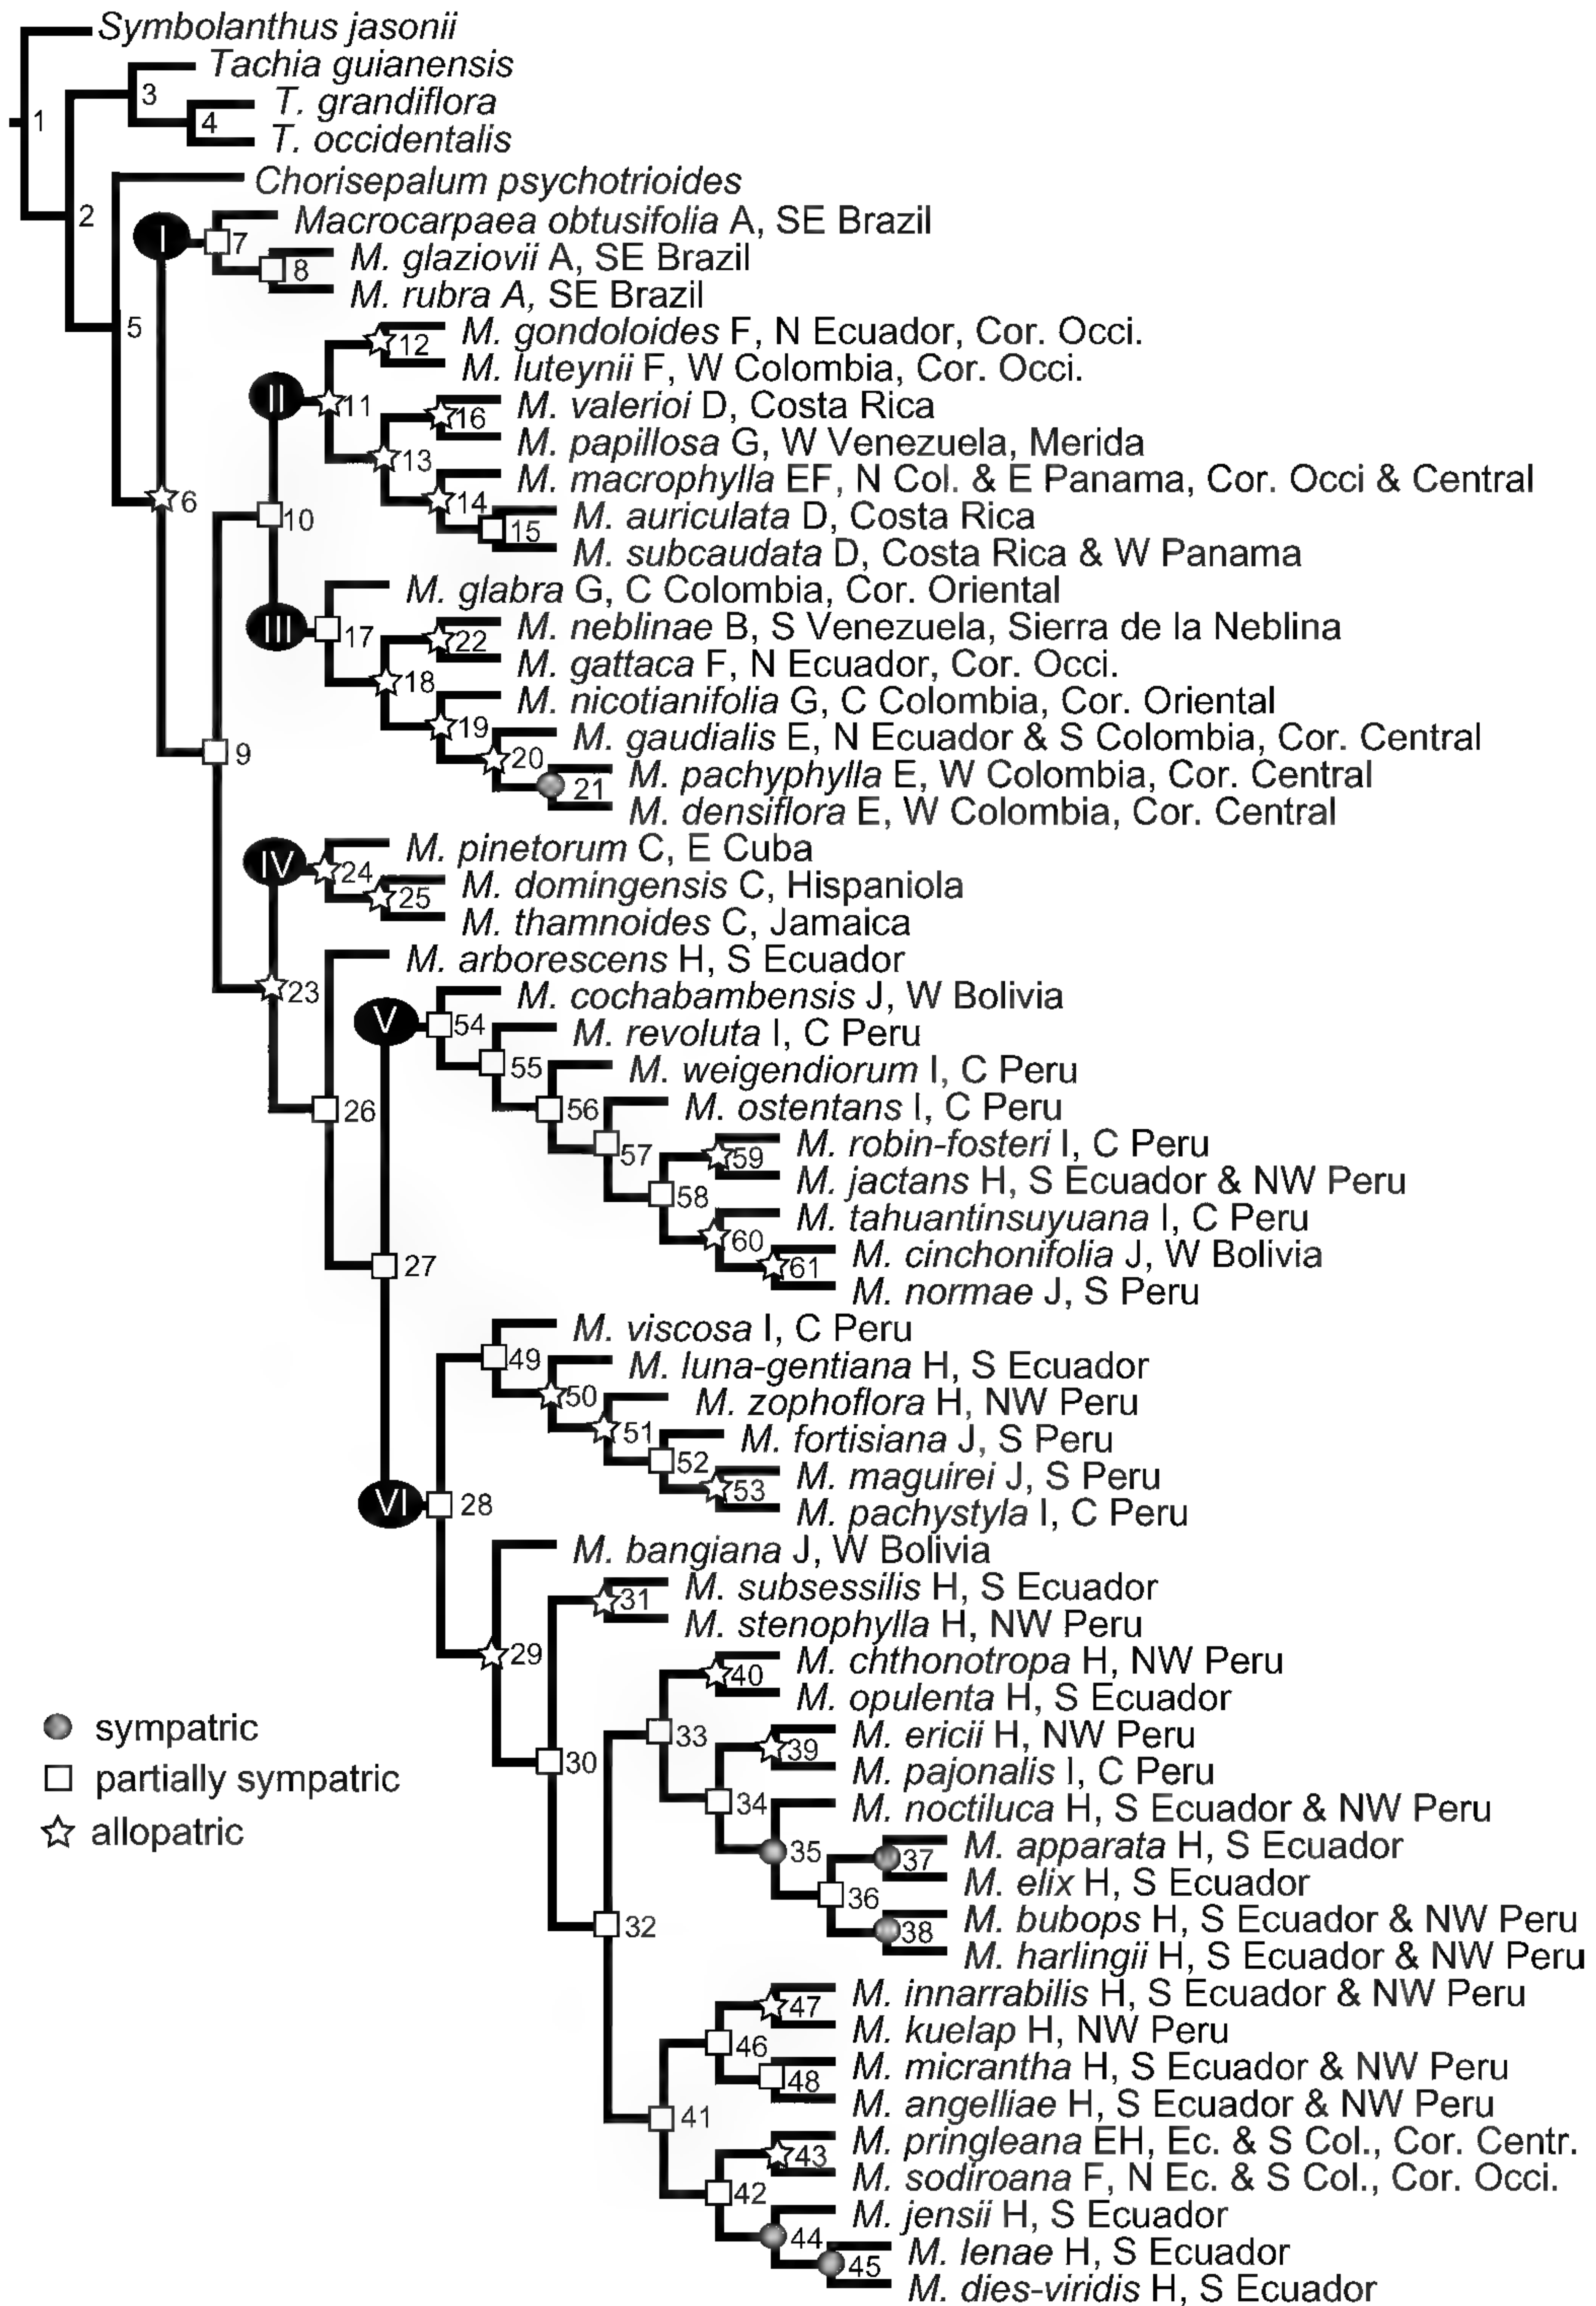 Symbolanthus jasonii
Tachia guianensis
3
T. grandiflora
1
4
T. occidentalis
Chorisepalum psychotrioides
2
Macrocarpaea obtusifolia A, SE Brazil
I
7
M. glaziovii A, SE Brazil
8
M. rubra A, SE Brazil
5
M. gondoloides F, N Ecuador, Cor. Occi.
12
M. luteynii F, W Colombia, Cor. Occi.
II
11
M. valerioi D, Costa Rica
16
M. papillosa G, W Venezuela, Merida
13
M. macrophylla EF, N Col. & E Panama, Cor. Occi & Central
6
14
10
M. auriculata D, Costa Rica
15
M. subcaudata D, Costa Rica & W Panama
M. glabra G, C Colombia, Cor. Oriental
III
17
M. neblinae B, S Venezuela, Sierra de la Neblina
22
M. gattaca F, N Ecuador, Cor. Occi.
18
M. nicotianifolia G, C Colombia, Cor. Oriental
19
M. gaudialis E, N Ecuador & S Colombia, Cor. Central
9
20
M. pachyphylla E, W Colombia, Cor. Central
21
M. densiflora E, W Colombia, Cor. Central
M. pinetorum C, E Cuba
IV
24
M. domingensis C, Hispaniola
25
M. thamnoides C, Jamaica
M. arborescens H, S Ecuador
23
M. cochabambensis J, W Bolivia
V
54
M. revoluta I, C Peru
55
M. weigendiorum I, C Peru
26
56
M. ostentans I, C Peru
57
M. robin-fosteri I, C Peru
59
M. jactans H, S Ecuador & NW Peru
58
M. tahuantinsuyuana I, C Peru
60
M. cinchonifolia J, W Bolivia
27
61
M. normae J, S Peru
M. viscosa I, C Peru
49
M. luna-gentiana H, S Ecuador
50
M. zophoflora H, NW Peru
51
M. fortisiana J, S Peru
52
M. maguirei J, S Peru
53
VI
28
M. pachystyla I, C Peru
M. bangiana J, W Bolivia
M. subsessilis H, S Ecuador
31
M. stenophylla H, NW Peru
29
M. chthonotropa H, NW Peru
40
M. opulenta H, S Ecuador
sympatric
33
M. ericii H, NW Peru
39
30
M. pajonalis I, C Peru
partially sympatric
34
M. noctiluca H, S Ecuador & NW Peru
allopatric
35
M. apparata H, S Ecuador
37
M. elix H, S Ecuador
36
M. bubops H, S Ecuador & NW Peru
32
38
M. harlingii H, S Ecuador & NW Peru
M. innarrabilis H, S Ecuador & NW Peru
47
M. kuelap H, NW Peru
46
M. micrantha H, S Ecuador & NW Peru
48
M. angelliae H, S Ecuador & NW Peru
41
M. pringleana EH, Ec. & S Col., Cor. Centr.
43
M. sodiroana F, N Ec. & S Col., Cor. Occi.
42
M. jensii H, S Ecuador
44
M. lenae H, S Ecuador
45
M. dies-viridis H, S Ecuador